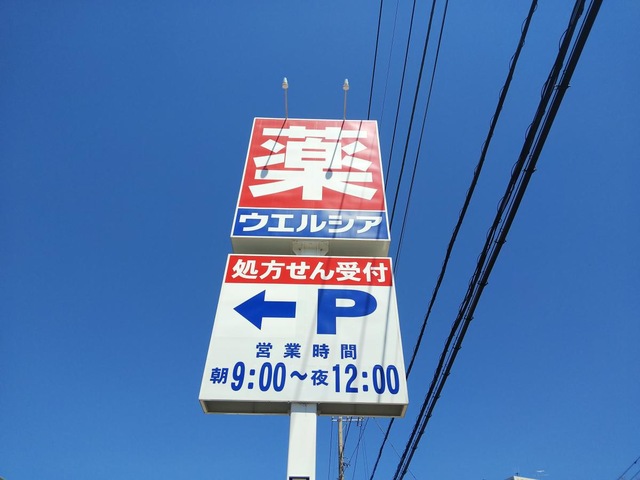 薬
ウエルシア
処方せん受付
← P
営業時間
朝9:00～夜12:00